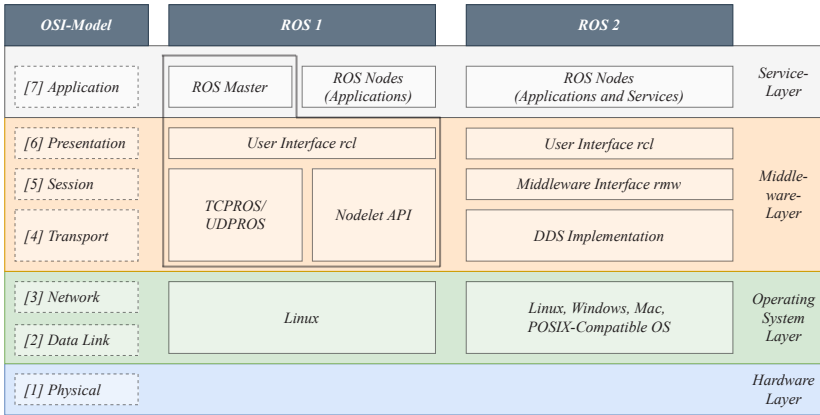 OSI-Model
ROS 1
ROS 2
[7] Application
ROS Master
ROS Nodes
(Applications)
ROS Nodes
(Applications and Services)
Service-
Layer
[6] Presentation
User Interface rcl
User Interface rcl
[5] Session
TCPROS/
UDPROS
Nodelet API
Middleware Interface rmw
Middle-
ware-
Layer
[4] Transport
DDS Implementation
[3] Network
[2] Data Link
Linux
Linux, Windows, Mac,
POSIX-Compatible OS
Operating
System
Layer
[1] Physical
Hardware
Layer